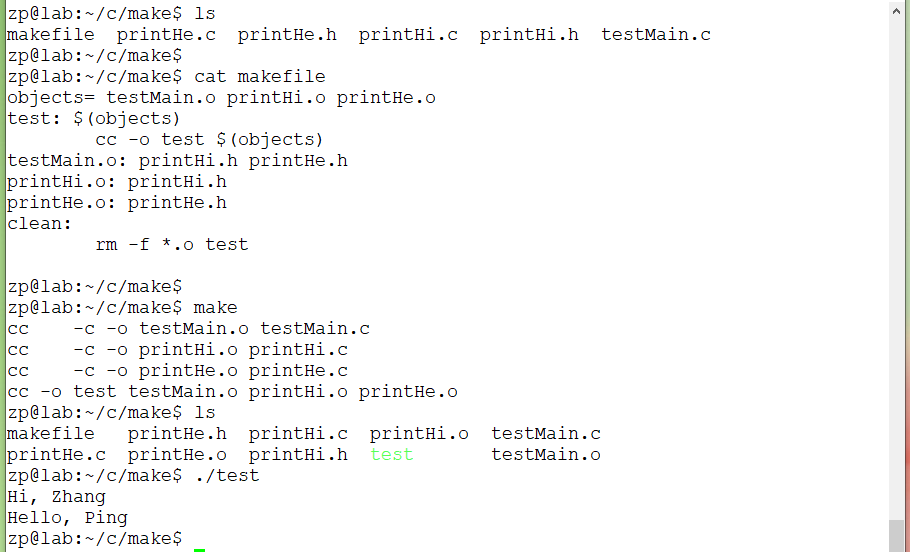 zp@lab:~/c/make$ ls
makefile  printHe.c  printHe.h  printHi.c  printHi.h  testMain.c
zp@lab:~/c/make$
zp@lab:~/c/make$ cat makefile
objects= testMain.o printHi.o printHe.o
test: $(objects)
        cc -o test $(objects)
testMain.o: printHi.h printHe.h
printHi.o: printHi.h
printHe.o: printHe.h
clean:
        rm -f *.o test

zp@lab:~/c/make$
zp@lab:~/c/make$ make
cc    -c -o testMain.o testMain.c
cc    -c -o printHi.o printHi.c
cc    -c -o printHe.o printHe.c
cc -o test testMain.o printHi.o printHe.o
zp@lab:~/c/make$ ls
makefile   printHe.h  printHi.c  printHi.o  testMain.c
printHe.c  printHe.o  printHi.h  test       testMain.o
zp@lab:~/c/make$ ./test
Hi, Zhang
Hello, Ping
zp@lab:~/c/make$